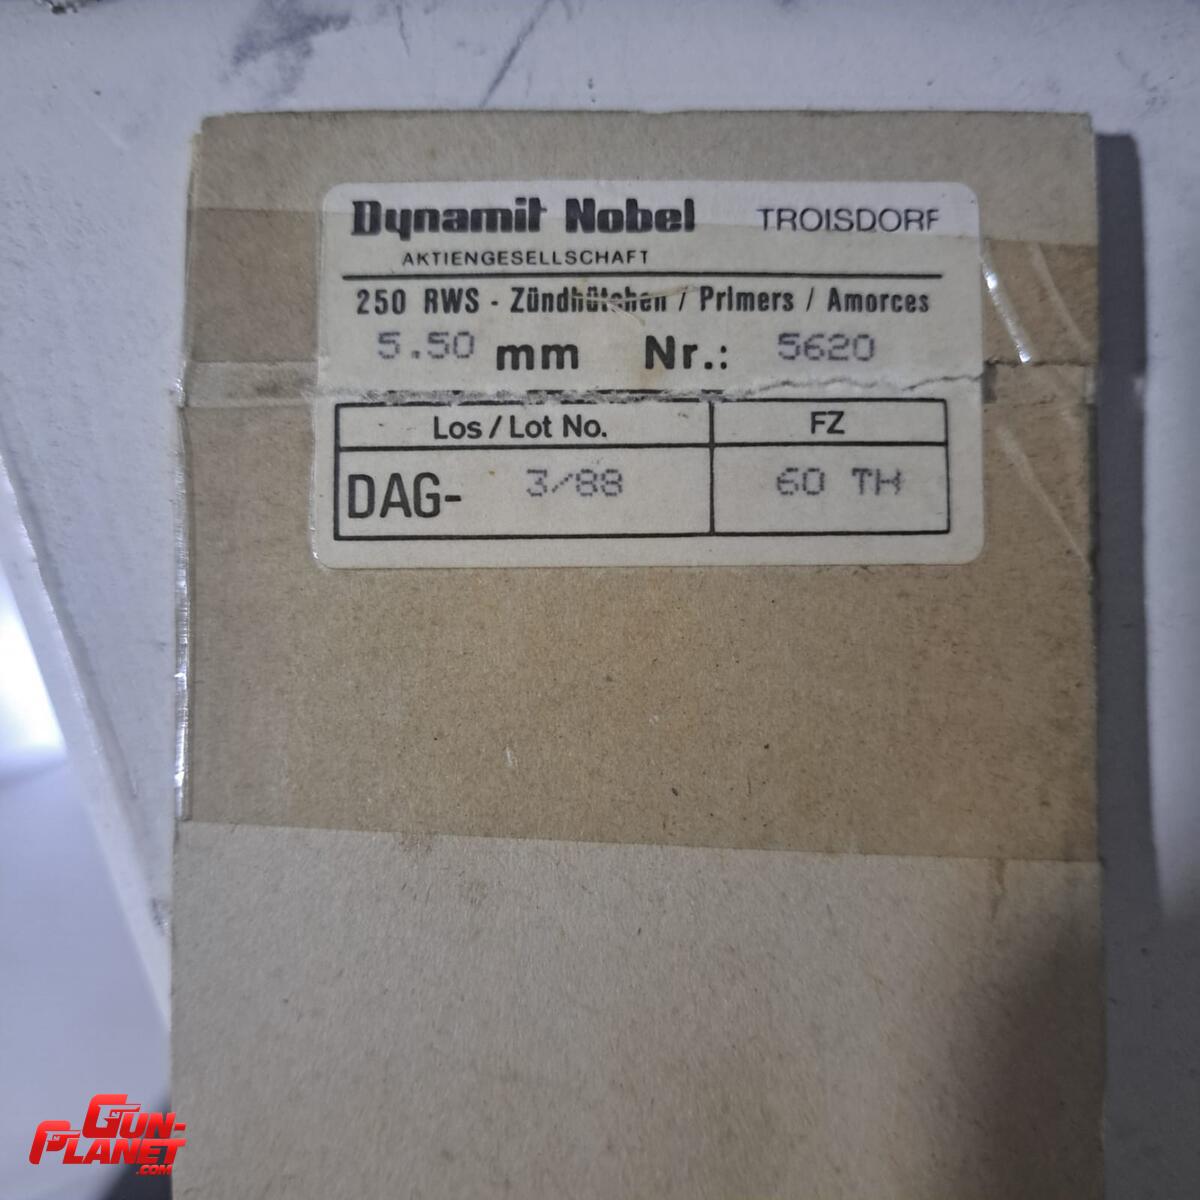 Dynamit Nobel TROISDORF
AKTIENGESELLSCHAFT
250 RWS - Zündhütchen / Primers / Amorces
5.50 mm Nr.: 5620
Los / Lot No. FZ
DAG- 3/88 60 TK
GUN-
PLANET
.COM